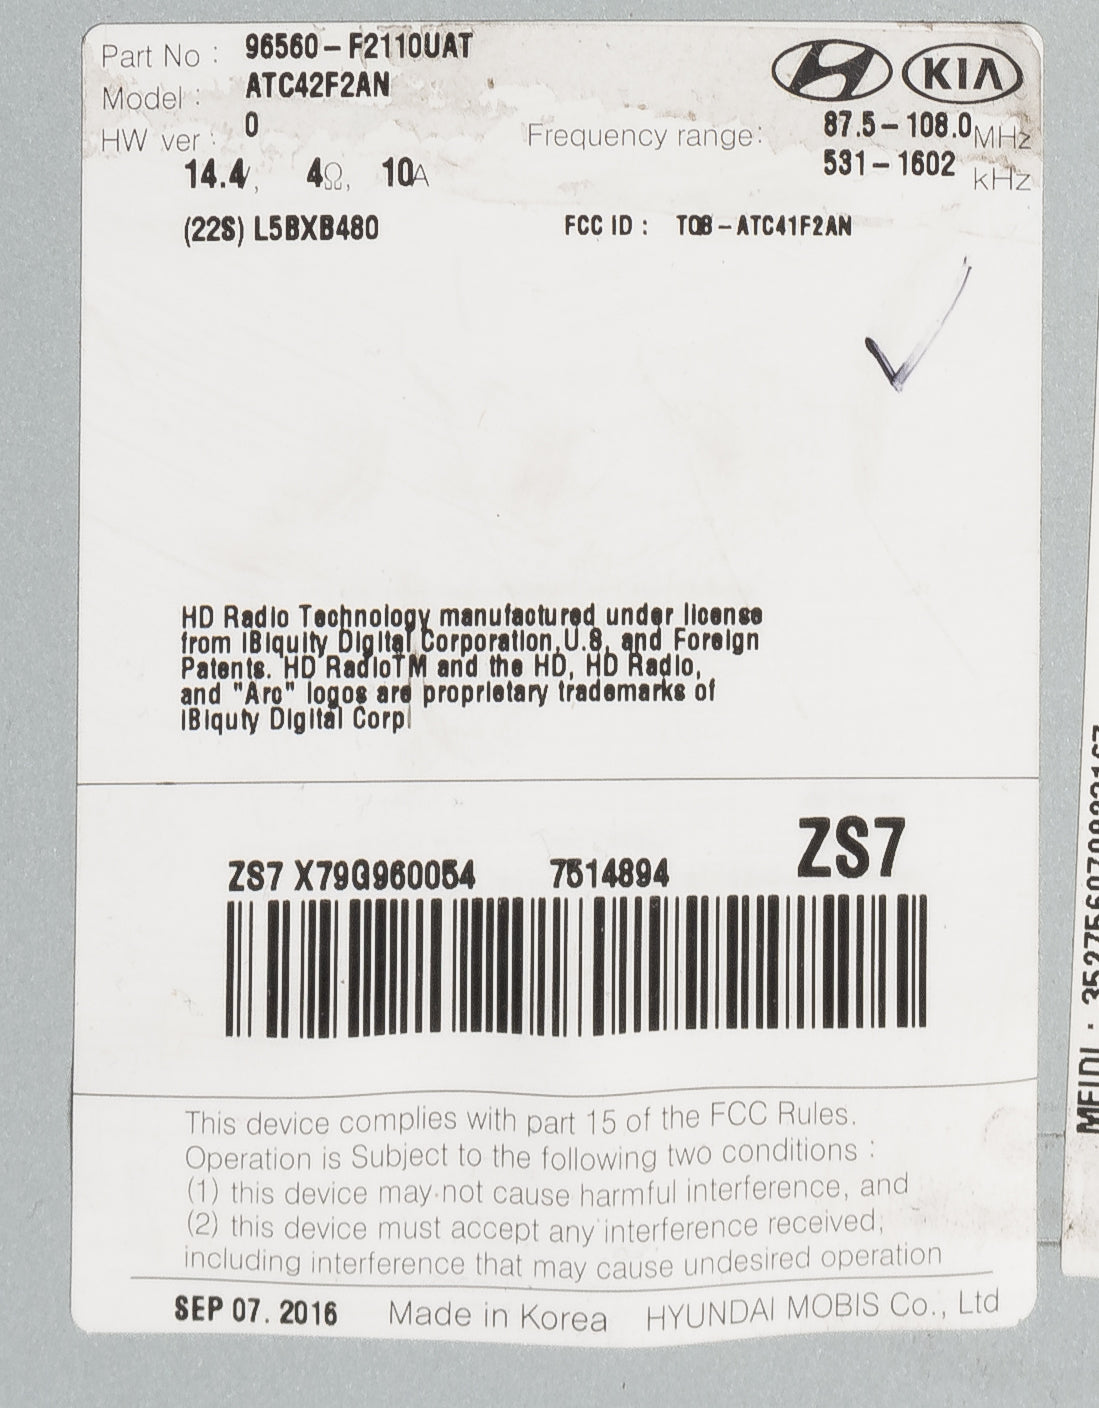 Part No : 96560-F2110UAT
Model : ATC42F2AN
HW ver : 0
KIA
Frequency range: 87.5-108.0 MHz
531-1602 kHz
14.4, 4Ω, 10A
(22S) L5BXB480
FCC ID : TQ8-ATC41F2AN
HD Radio Technology manufactured under license
from iBiquity Digital Corporation,U.S. and Foreign
Patents. HD RadioTM and the HD, HD Radio,
and "Arc" logos are proprietary trademarks of
iBiquty Digital Corp
ZS7
ZS7 X79G960054 7514894
This device complies with part 15 of the FCC Rules.
Operation is Subject to the following two conditions :
(1) this device may not cause harmful interference, and
(2) this device must accept any interference received,
including interference that may cause undesired operation
SEP 07. 2016 Made in Korea HYUNDAI MOBIS Co., Ltd